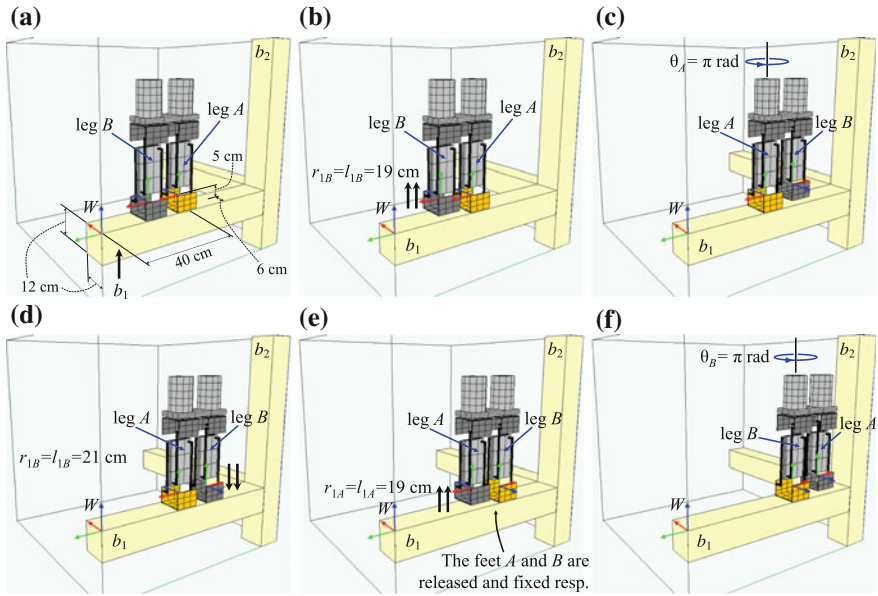 (a)
b₂
leg A
leg B
5 cm
W
40 cm
6 cm
12 cm
b₁
(b)
b₂
leg A
leg B
r₁B=l₁B=19 cm
W
b₁
(c)
θA= π rad
b₂
leg A
leg B
W
b₁
(d)
b₂
leg A
leg B
r₁B=l₁B=21 cm
W
b₁
(e)
b₂
leg A
leg B
r₁A=l₁A=19 cm
W
b₁
The feet A and B are
released and fixed resp.
(f)
θB= π rad
b₂
leg B
leg A
W
b₁